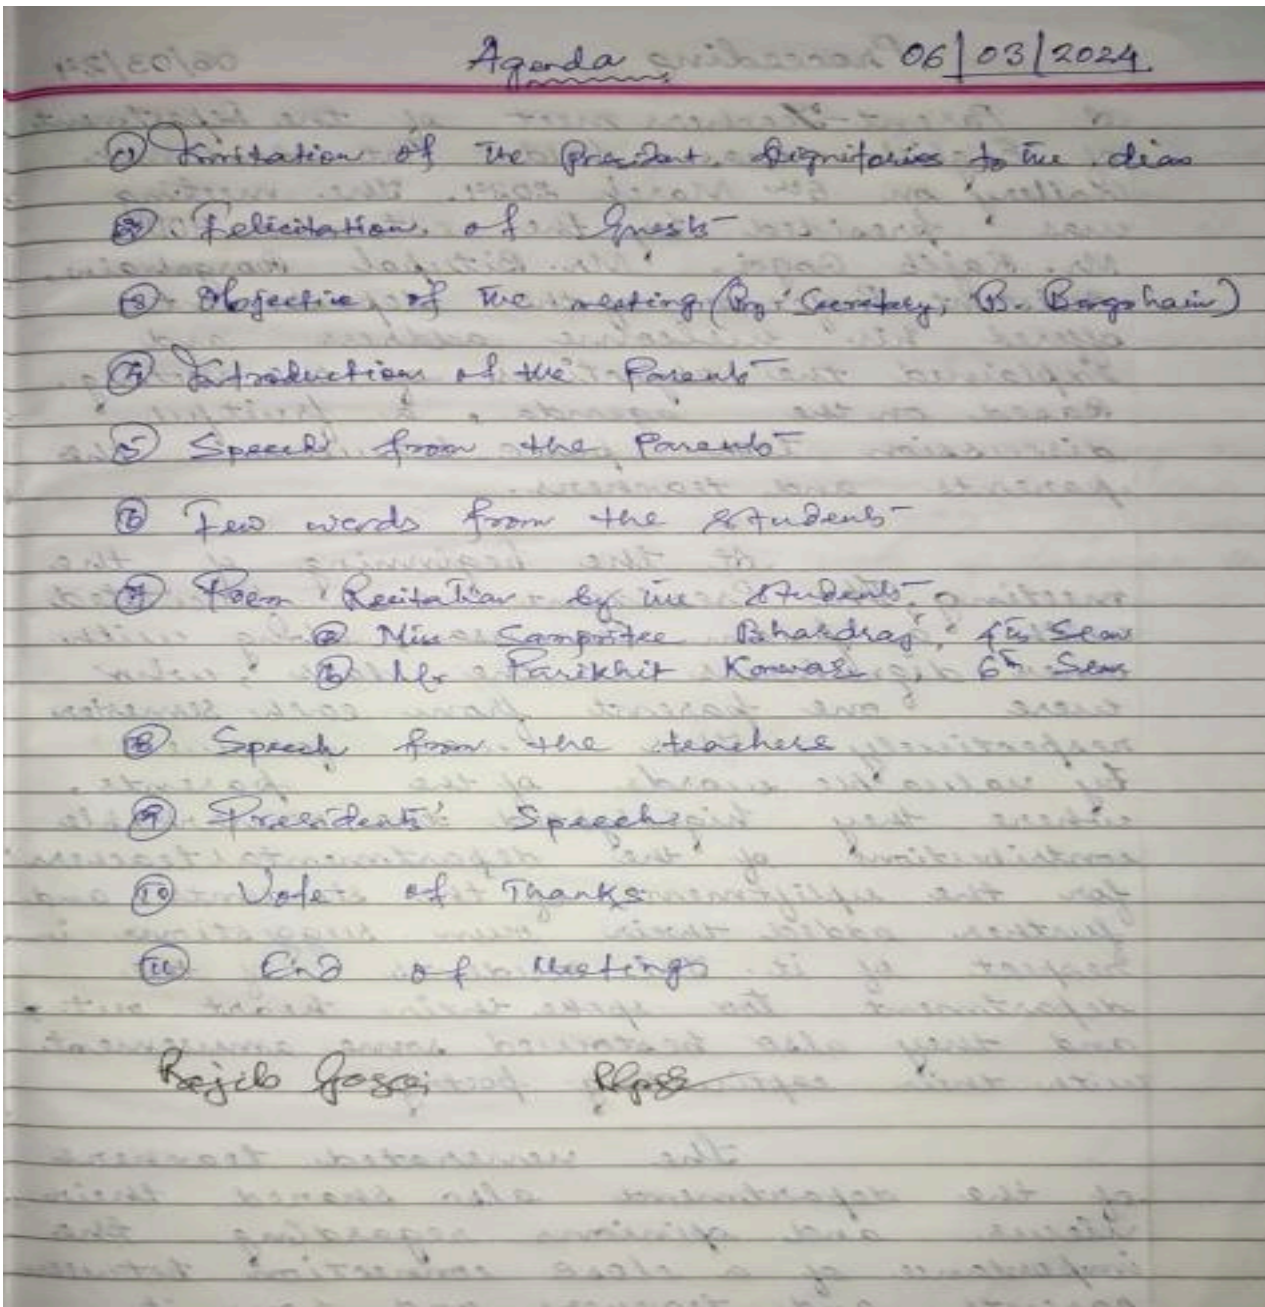 Agenda 06/03/2024
① Invitation of the President, Dignitaries to the dias
② Felicitation of Guests
③ Objective of the meeting (By: Secretary, B. Borgohain)
④ Introduction of the Parents
⑤ Speech from the Parents
⑥ Few words from the Students
⑦ Poem Recitation by the Students
ⓐ Miss Sampritee Bhardraj, 4th Sem
ⓑ Mr. Parikhit Konwar 6th Sem
⑧ Speech from the teachers
⑨ Presidents' Speech
⑩ Vote of Thanks
⑪ End of Meetings
Rajib Gogoi